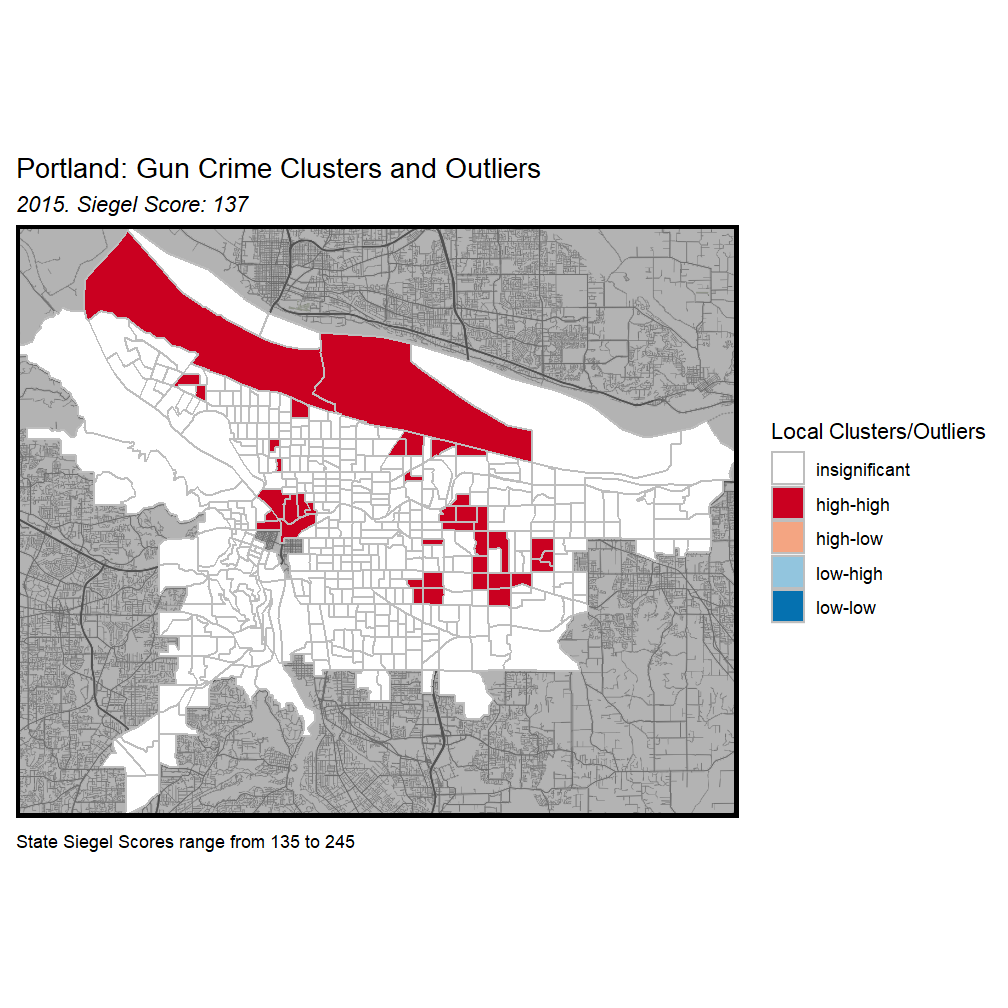 Portland: Gun Crime Clusters and Outliers
2015. Siegel Score: 137
Local Clusters/Outliers
insignificant
high-high
high-low
low-high
low-low
State Siegel Scores range from 135 to 245